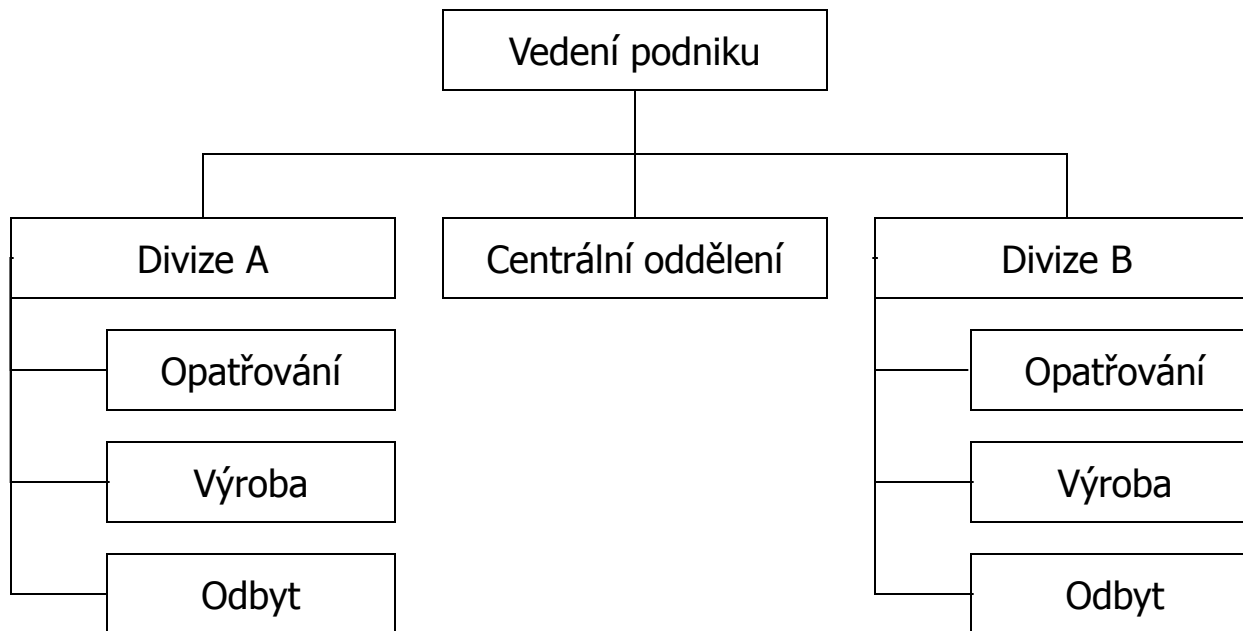 Vedení podniku
Divize A
Centrální oddělení
Divize B
Opatřování
Opatřování
Výroba
Výroba
Odbyt
Odbyt